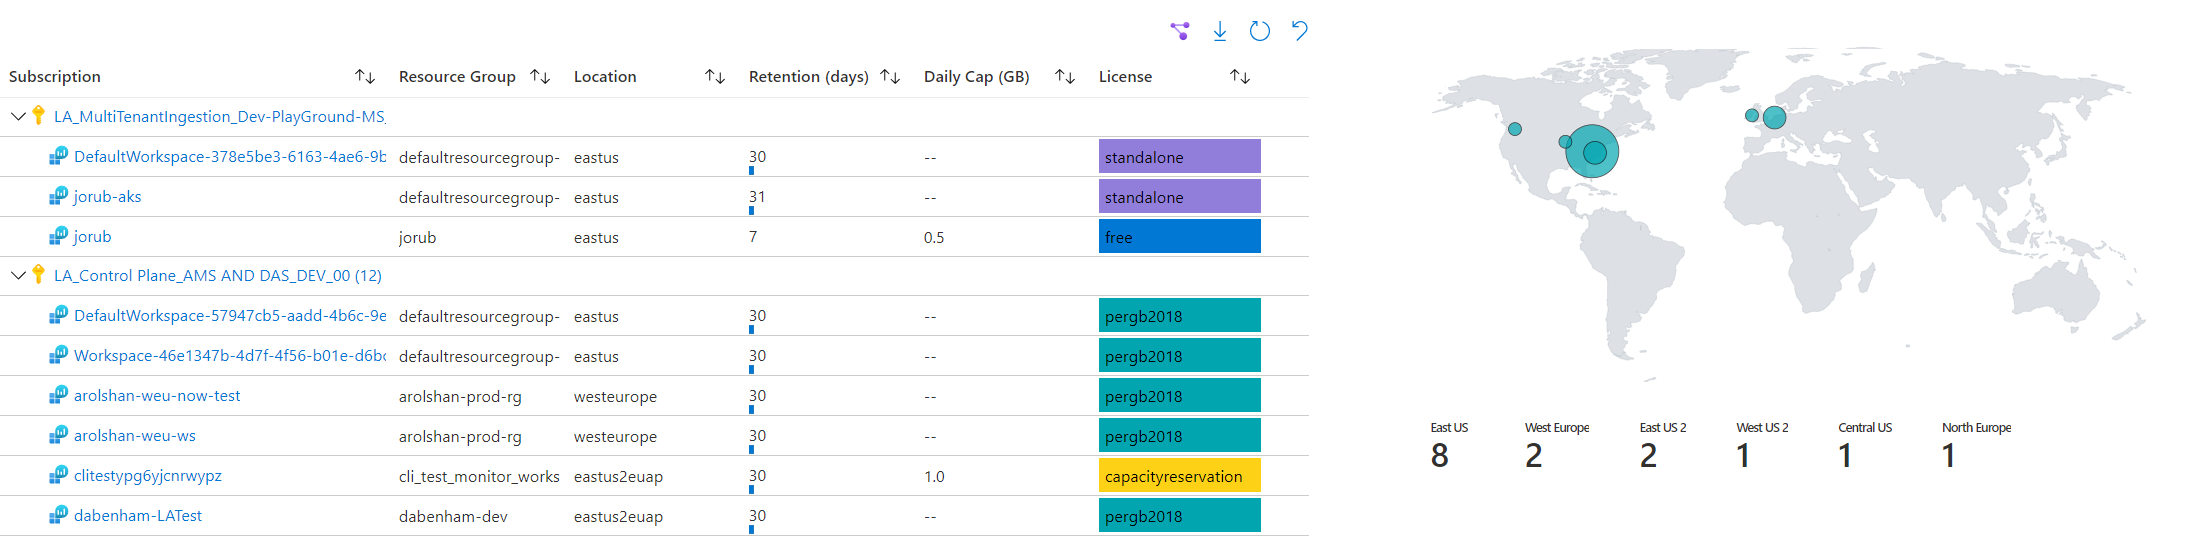 Subscription Resource Group Location Retention (days) Daily Cap (GB) License
LA_MultiTenantIngestion_Dev-PlayGround-MS
DefaultWorkspace-378e5be3-6163-4ae6-9b defaultresourcegroup- eastus 30 -- standalone
jorub-aks defaultresourcegroup- eastus 31 -- standalone
jorub jorub eastus 7 0.5 free
LA_Control Plane_AMS AND DAS_DEV_00 (12)
DefaultWorkspace-57947cb5-aadd-4b6c-9e defaultresourcegroup- eastus 30 -- pergb2018
Workspace-46e1347b-4d7f-4f56-b01e-d6bc defaultresourcegroup- eastus 30 -- pergb2018
arolshan-weu-now-test arolshan-prod-rg westeurope 30 -- pergb2018
arolshan-weu-ws arolshan-prod-rg westeurope 30 -- pergb2018
clitestypg6yjcnrwypz cli_test_monitor_works eastus2euap 30 1.0 capacityreservation
dabenham-LATest dabenham-dev eastus2euap 30 -- pergb2018
East US West Europe East US 2 West US 2 Central US North Europe
8 2 2 1 1 1